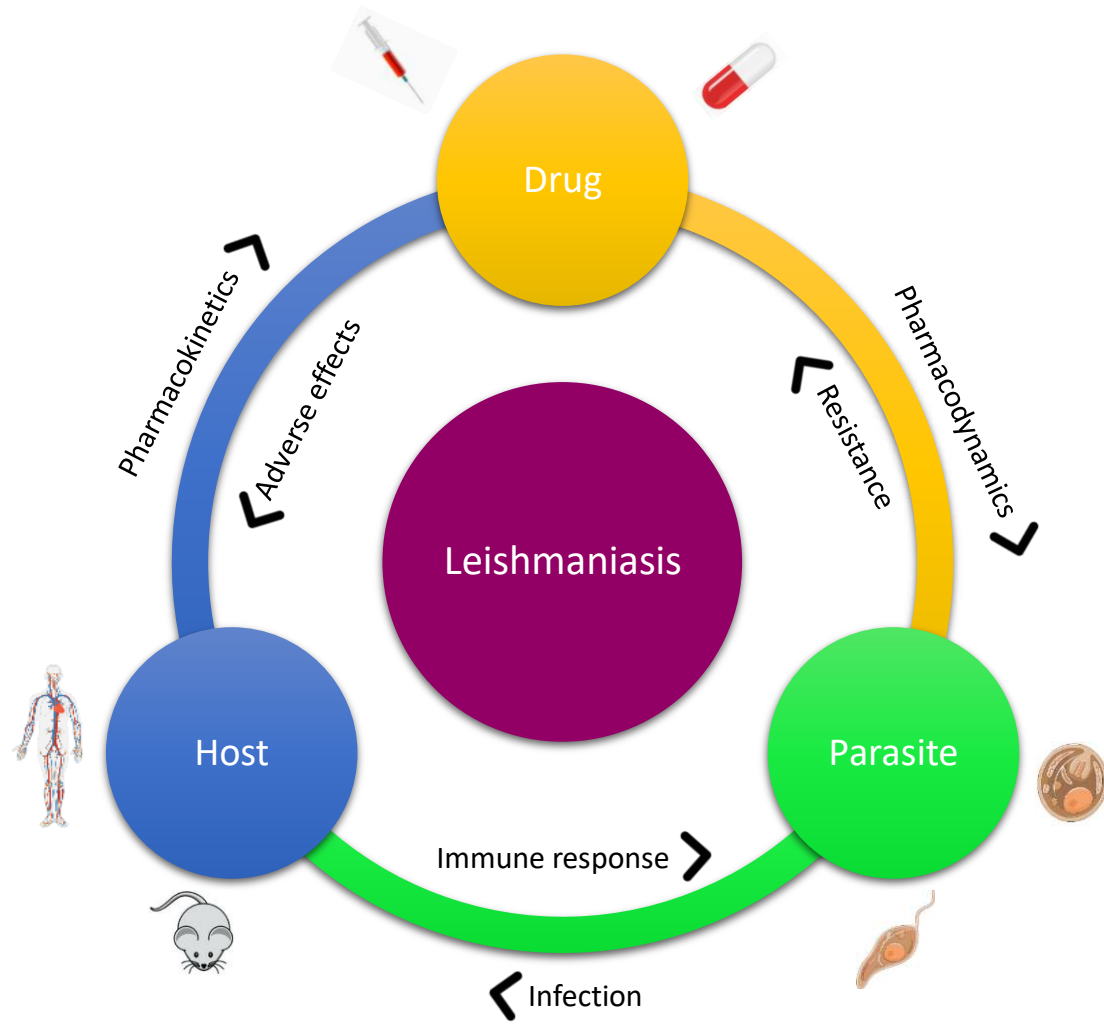 Drug
Pharmacokinetics
Adverse effects
Pharmacodynamics
Resistance
Leishmaniasis
Host
Parasite
Immune response
Infection